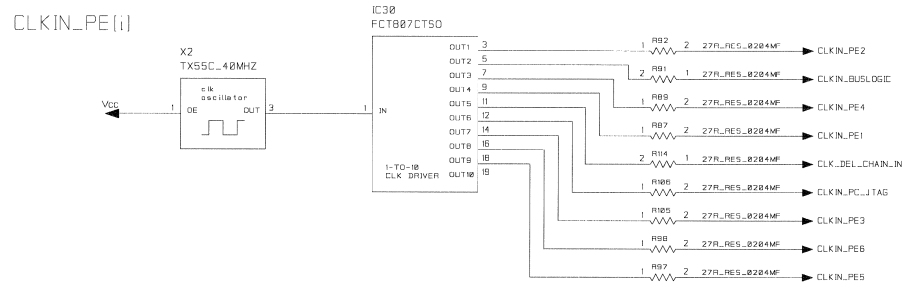 CLKIN_PE[i]
IC30
FCT807CTSO
X2
TX55C_40MHZ
clk
oscillator
Vcc
1 OE OUT 3
1 IN
1-TO-10
CLK DRIVER
OUT1 3
OUT2 5
OUT3 7
OUT4 9
OUT5 11
OUT6 12
OUT7 14
OUT8 16
OUT9 18
OUT10 19
R92
1 2 27R_RES_0204MF CLKIN_PE2
R91
2 1 27R_RES_0204MF CLKIN_BUSLOGIC
R89
1 2 27R_RES_0204MF CLKIN_PE4
R87
1 2 27R_RES_0204MF CLKIN_PE1
R114
2 1 27R_RES_0204MF CLK_DEL_CHAIN_IN
R106
1 2 27R_RES_0204MF CLKIN_PC_JTAG
R105
1 2 27R_RES_0204MF CLKIN_PE3
R98
1 2 27R_RES_0204MF CLKIN_PE6
R97
1 2 27R_RES_0204MF CLKIN_PE5